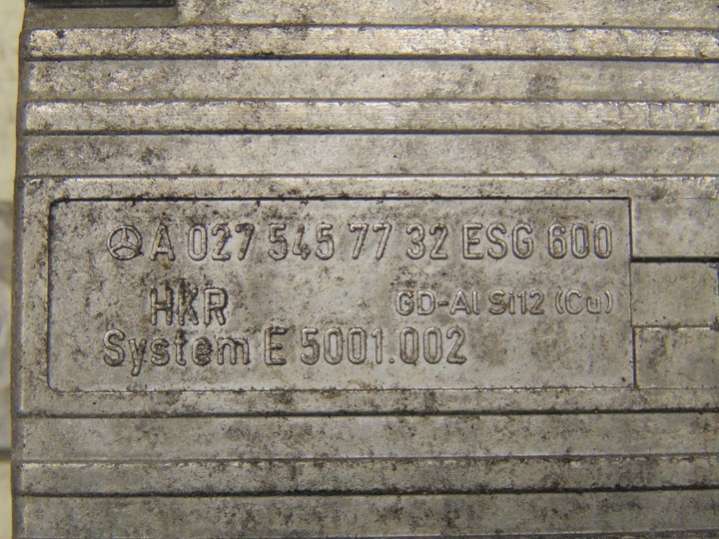 A 027 545 77 32 ESG 600
HKR GD-Al Si12 (Cu)
System E 5001.002